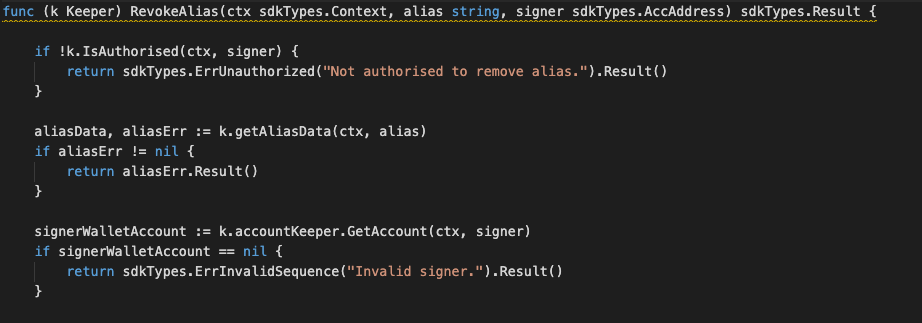 func (k Keeper) RevokeAlias(ctx sdkTypes.Context, alias string, signer sdkTypes.AccAddress) sdkTypes.Result {
if !k.IsAuthorised(ctx, signer) {
return sdkTypes.ErrUnauthorized("Not authorised to remove alias.").Result()
}
aliasData, aliasErr := k.getAliasData(ctx, alias)
if aliasErr != nil {
return aliasErr.Result()
}
signerWalletAccount := k.accountKeeper.GetAccount(ctx, signer)
if signerWalletAccount == nil {
return sdkTypes.ErrInvalidSequence("Invalid signer.").Result()
}